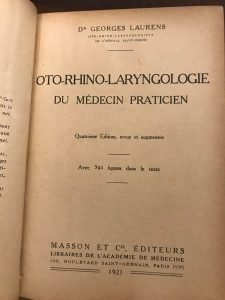 Dr GEORGES LAURENS
OTO-RHINO-LARYNGOLOGISTE
DE L'HÔPITAL SAINT-JOSEPH
OTO-RHINO-LARYNGOLOGIE
DU MÉDECIN PRATICIEN
Quatrième Édition, revue et augmentée
Avec 592 figures dans le texte
MASSON ET Cie, ÉDITEURS
LIBRAIRES DE L'ACADÉMIE DE MÉDECINE
120, BOULEVARD SAINT-GERMAIN, PARIS (VIe)
1921